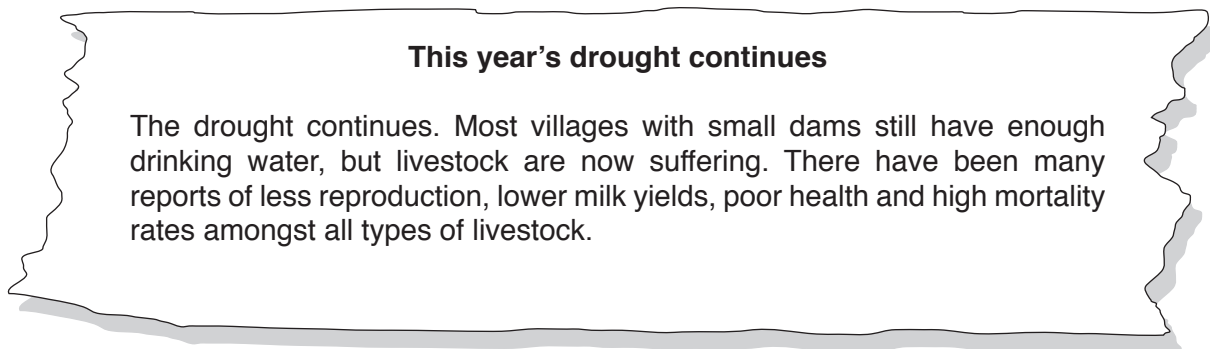 This year’s drought continues
The drought continues. Most villages with small dams still have enough
drinking water, but livestock are now suffering. There have been many
reports of less reproduction, lower milk yields, poor health and high mortality
rates amongst all types of livestock.